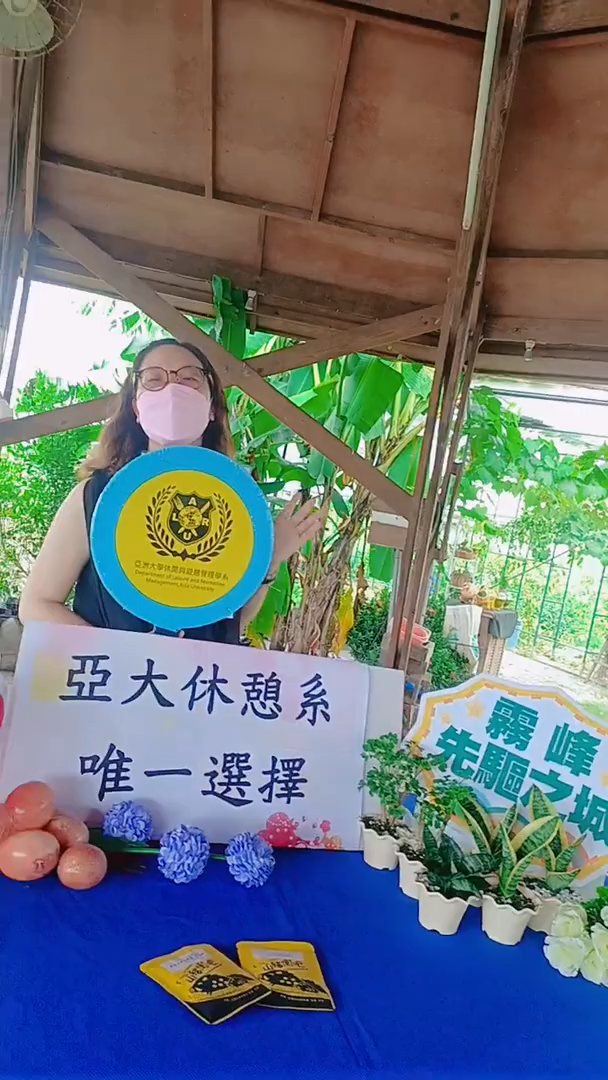 亞洲大學休閒與遊憩管理學系
Department of Leisure and Recreation
Management, Asia University
亞大休憩系
唯一選擇
霧峰
先驅之城